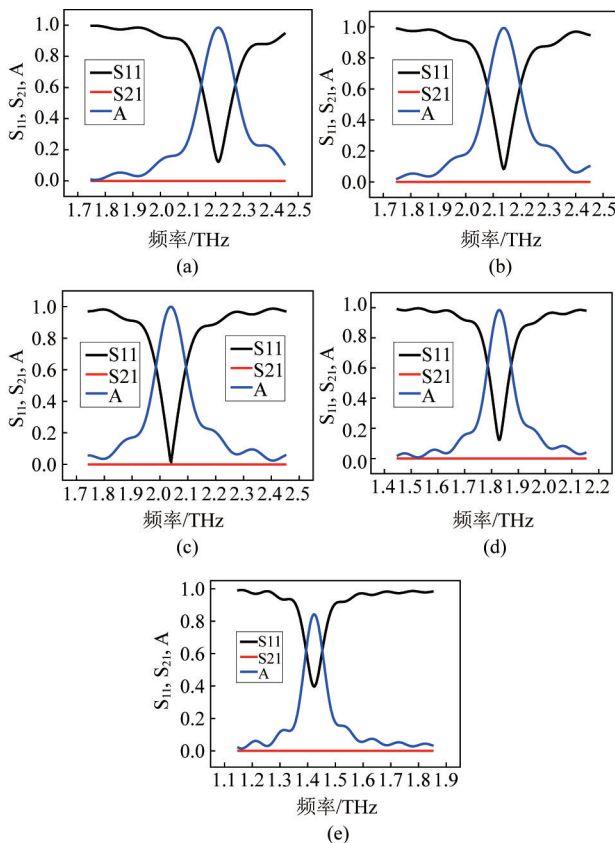 1.0
0.8
0.6
0.4
0.2
0.0
S11, S21, A
S11
S21
A
1.7 1.8 1.9 2.0 2.1 2.2 2.3 2.4 2.5
频率/THz
(a)
1.0
0.8
0.6
0.4
0.2
0.0
S11, S21, A
S11
S21
A
1.7 1.8 1.9 2.0 2.1 2.2 2.3 2.4 2.5
频率/THz
(b)
1.0
0.8
0.6
0.4
0.2
0.0
S11, S21, A
S11
S21
A
S11
S21
A
1.7 1.8 1.9 2.0 2.1 2.2 2.3 2.4 2.5
频率/THz
(c)
1.0
0.8
0.6
0.4
0.2
0.0
S11, S21, A
S11
S21
A
1.4 1.5 1.6 1.7 1.8 1.9 2.0 2.1 2.2
频率/THz
(d)
1.0
0.8
0.6
0.4
0.2
0.0
S11, S21, A
S11
S21
A
1.1 1.2 1.3 1.4 1.5 1.6 1.7 1.8 1.9
频率/THz
(e)